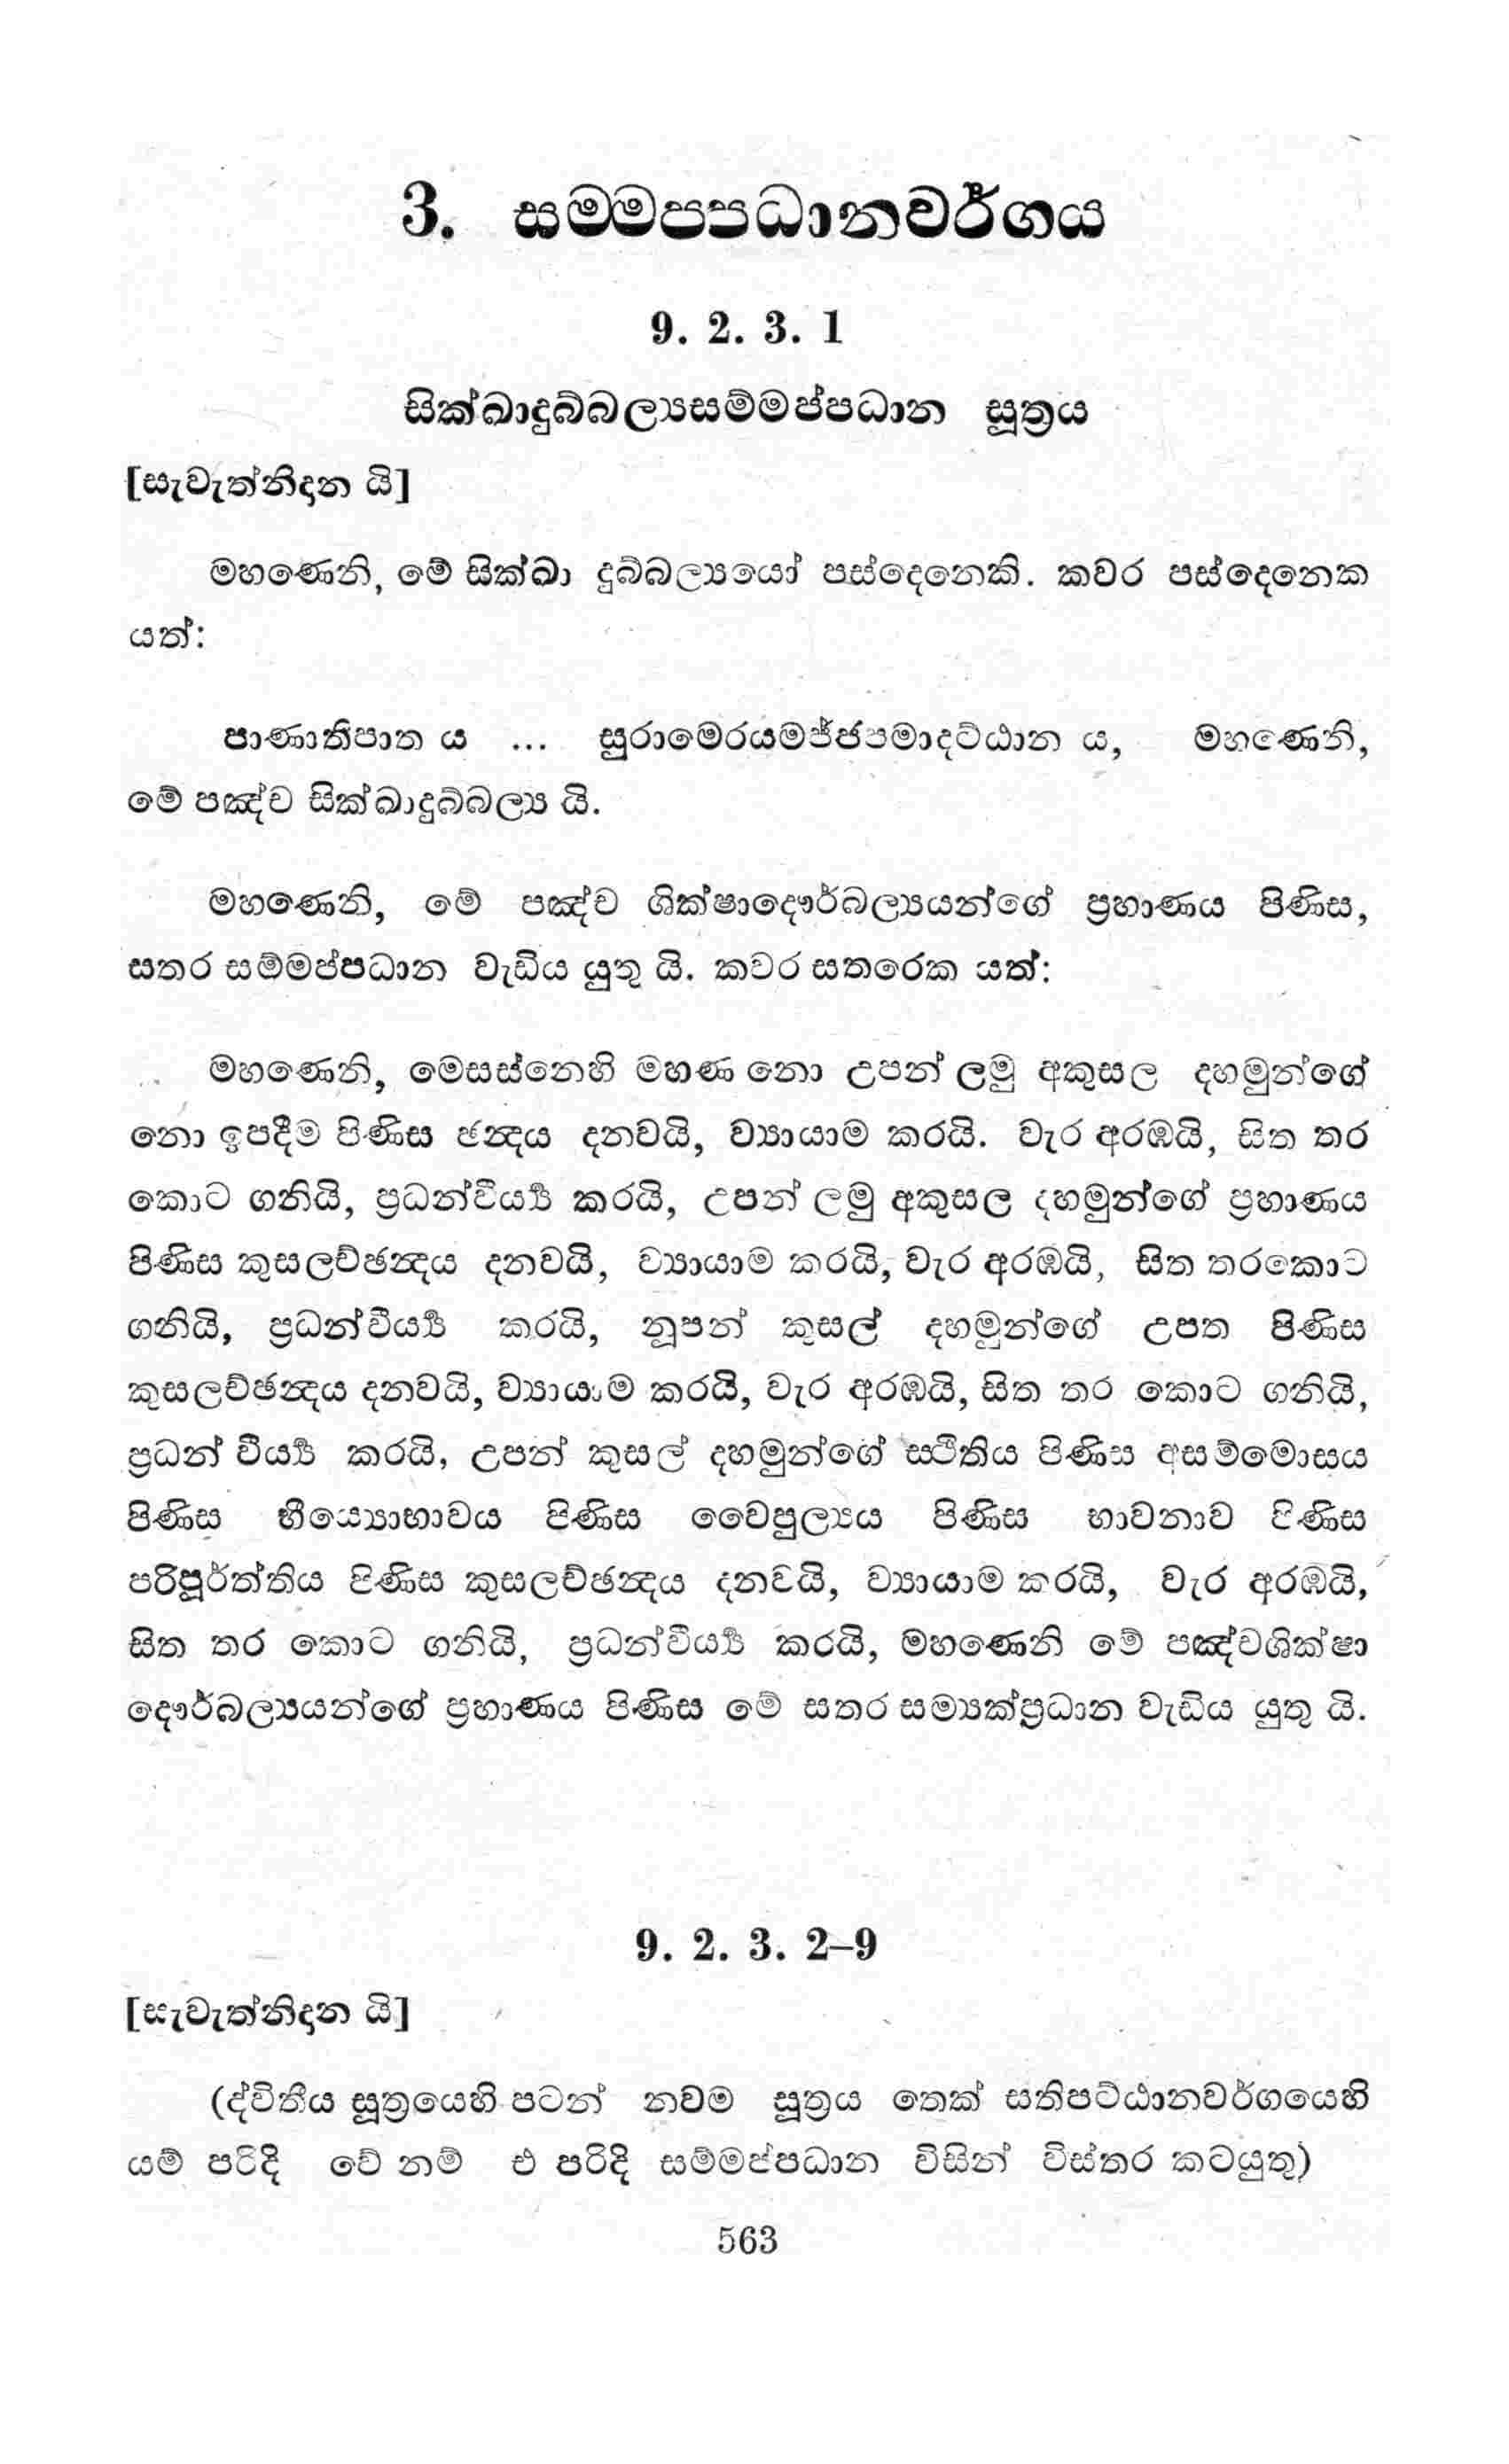 3. සම්මප්පධානවර්ගය
9. 2. 3. 1
සික්ඛාදුබ්බල්‍යසම්මප්පධාන සූත්‍රය
[සැවැත්නිදාන යි]
මහණෙනි, මේ සික්ඛා දුබ්බල්‍යයෝ පස්දෙනෙකි. කවර පස්දෙනෙක
යත්:
පාණාතිපාත ය ... සුරාමෙරයමජ්ජපමාදට්ඨාන ය, මහණෙනි,
මේ පඤ්ච සික්ඛාදුබ්බල්‍ය යි.
මහණෙනි, මේ පඤ්ච ශික්ෂාදෞර්බල්‍යයන්ගේ ප්‍රහාණය පිණිස,
සතර සම්මප්පධාන වැඩිය යුතු යි. කවර සතරෙක යත්:
මහණෙනි, මෙසස්නෙහි මහණ නො උපන් ලමු අකුසල දහමුන්ගේ
නො ඉපදීම පිණිස ඡන්‍දය දනවයි, ව්‍යායාම කරයි. වැර අරඹයි, සිත තර
කොට ගනියි, ප්‍රධන්වීර්‍ය්‍ය කරයි, උපන් ලමු අකුසල දහමුන්ගේ ප්‍රහාණය
පිණිස කුසලච්ඡන්‍දය දනවයි, ව්‍යායාම කරයි, වැර අරඹයි, සිත තරකොට
ගනියි, ප්‍රධන්වීර්‍ය්‍ය කරයි, නූපන් කුසල් දහමුන්ගේ උපත පිණිස
කුසලච්ඡන්‍දය දනවයි, ව්‍යායාම කරයි, වැර අරඹයි, සිත තර කොට ගනියි,
ප්‍රධන් වීර්‍ය්‍ය කරයි, උපන් කුසල් දහමුන්ගේ ස්ථිතිය පිණිස අසම්මොසය
පිණිස භීය්‍යොභාවය පිණිස වෛපුල්‍යය පිණිස භාවනාව පිණිස
පරිපූර්ත්තිය පිණිස කුසලච්ඡන්‍දය දනවයි, ව්‍යායාම කරයි, වැර අරඹයි,
සිත තර කොට ගනියි, ප්‍රධන්වීර්‍ය්‍ය කරයි, මහණෙනි මේ පඤ්චශික්ෂා
දෞර්බල්‍යයන්ගේ ප්‍රහාණය පිණිස මේ සතර සම්‍යක්ප්‍රධාන වැඩිය යුතු යි.
9. 2. 3. 2–9
[සැවැත්නිදාන යි]
(ද්විතීය සූත්‍රයෙහි පටන් නවම සූත්‍රය තෙක් සතිපට්ඨානවර්ගයෙහි
යම් පරිදි වේ නම් එ පරිදි සම්මප්පධාන විසින් විස්තර කටයුතු)
563